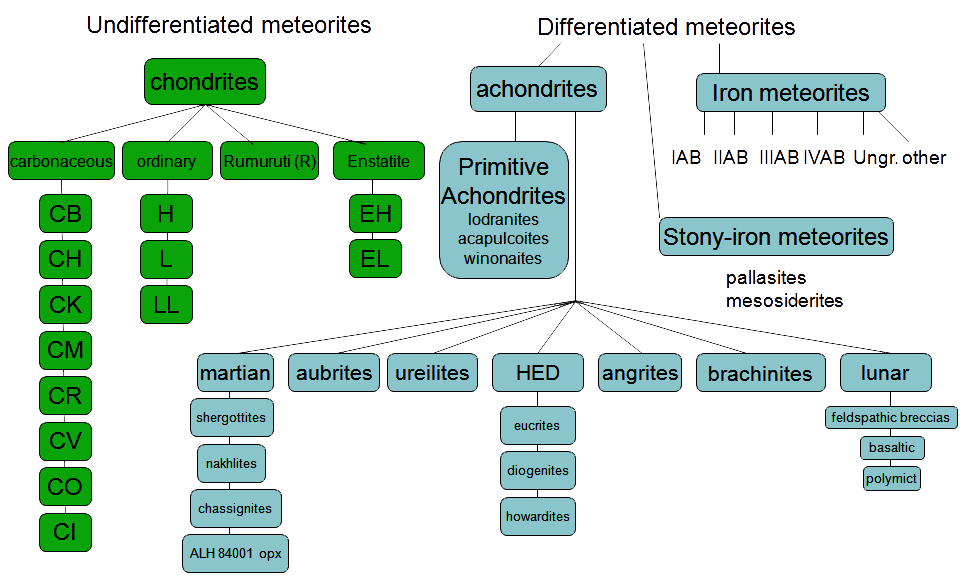 Undifferentiated meteorites
chondrites
carbonaceous
ordinary
Rumuruti (R)
Enstatite
CB
CH
CK
CM
CR
CV
CO
CI
H
L
LL
EH
EL
Differentiated meteorites
achondrites
Primitive
Achondrites
lodranites
acapulcoites
winonaites
Iron meteorites
IAB
IIAB
IIIAB
IVAB
Ungr.
other
Stony-iron meteorites
pallasites
mesosiderites
martian
shergottites
nakhlites
chassignites
ALH 84001 opx
aubrites
ureilites
HED
eucrites
diogenites
howardites
angrites
brachinites
lunar
feldspathic breccias
basaltic
polymict